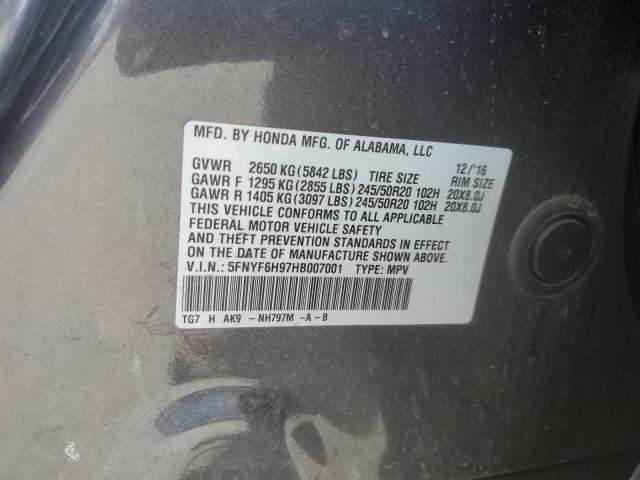 MFD. BY HONDA MFG. OF ALABAMA, LLC
12/'16
GVWR 2650 KG (5842 LBS) TIRE SIZE RIM SIZE
GAWR F 1295 KG (2855 LBS) 245/50R20 102H 20X8.0J
GAWR R 1405 KG (3097 LBS) 245/50R20 102H 20X8.0J
THIS VEHICLE CONFORMS TO ALL APPLICABLE
FEDERAL MOTOR VEHICLE SAFETY
AND THEFT PREVENTION STANDARDS IN EFFECT
ON THE DATE OF MANUFACTURE SHOWN ABOVE.
V.I.N.: 5FNYF6H97HB007001 TYPE: MPV
TG7 H AK9 - NH797M -A - B